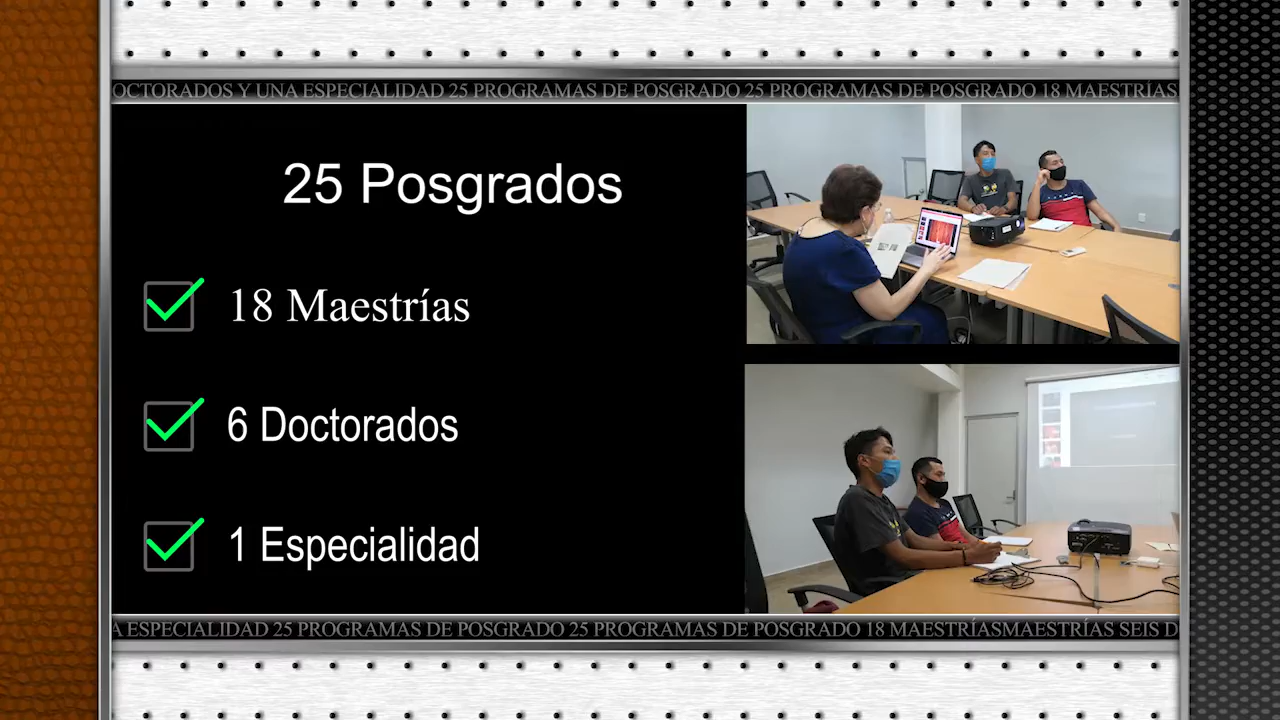 OCTORADOS Y UNA ESPECIALIDAD 25 PROGRAMAS DE POSGRADO 25 PROGRAMAS DE POSGRADO 18 MAESTRÍAS
25 Posgrados
18 Maestrías
6 Doctorados
1 Especialidad
A ESPECIALIDAD 25 PROGRAMAS DE POSGRADO 25 PROGRAMAS DE POSGRADO 18 MAESTRÍASMAESTRÍAS SEIS D